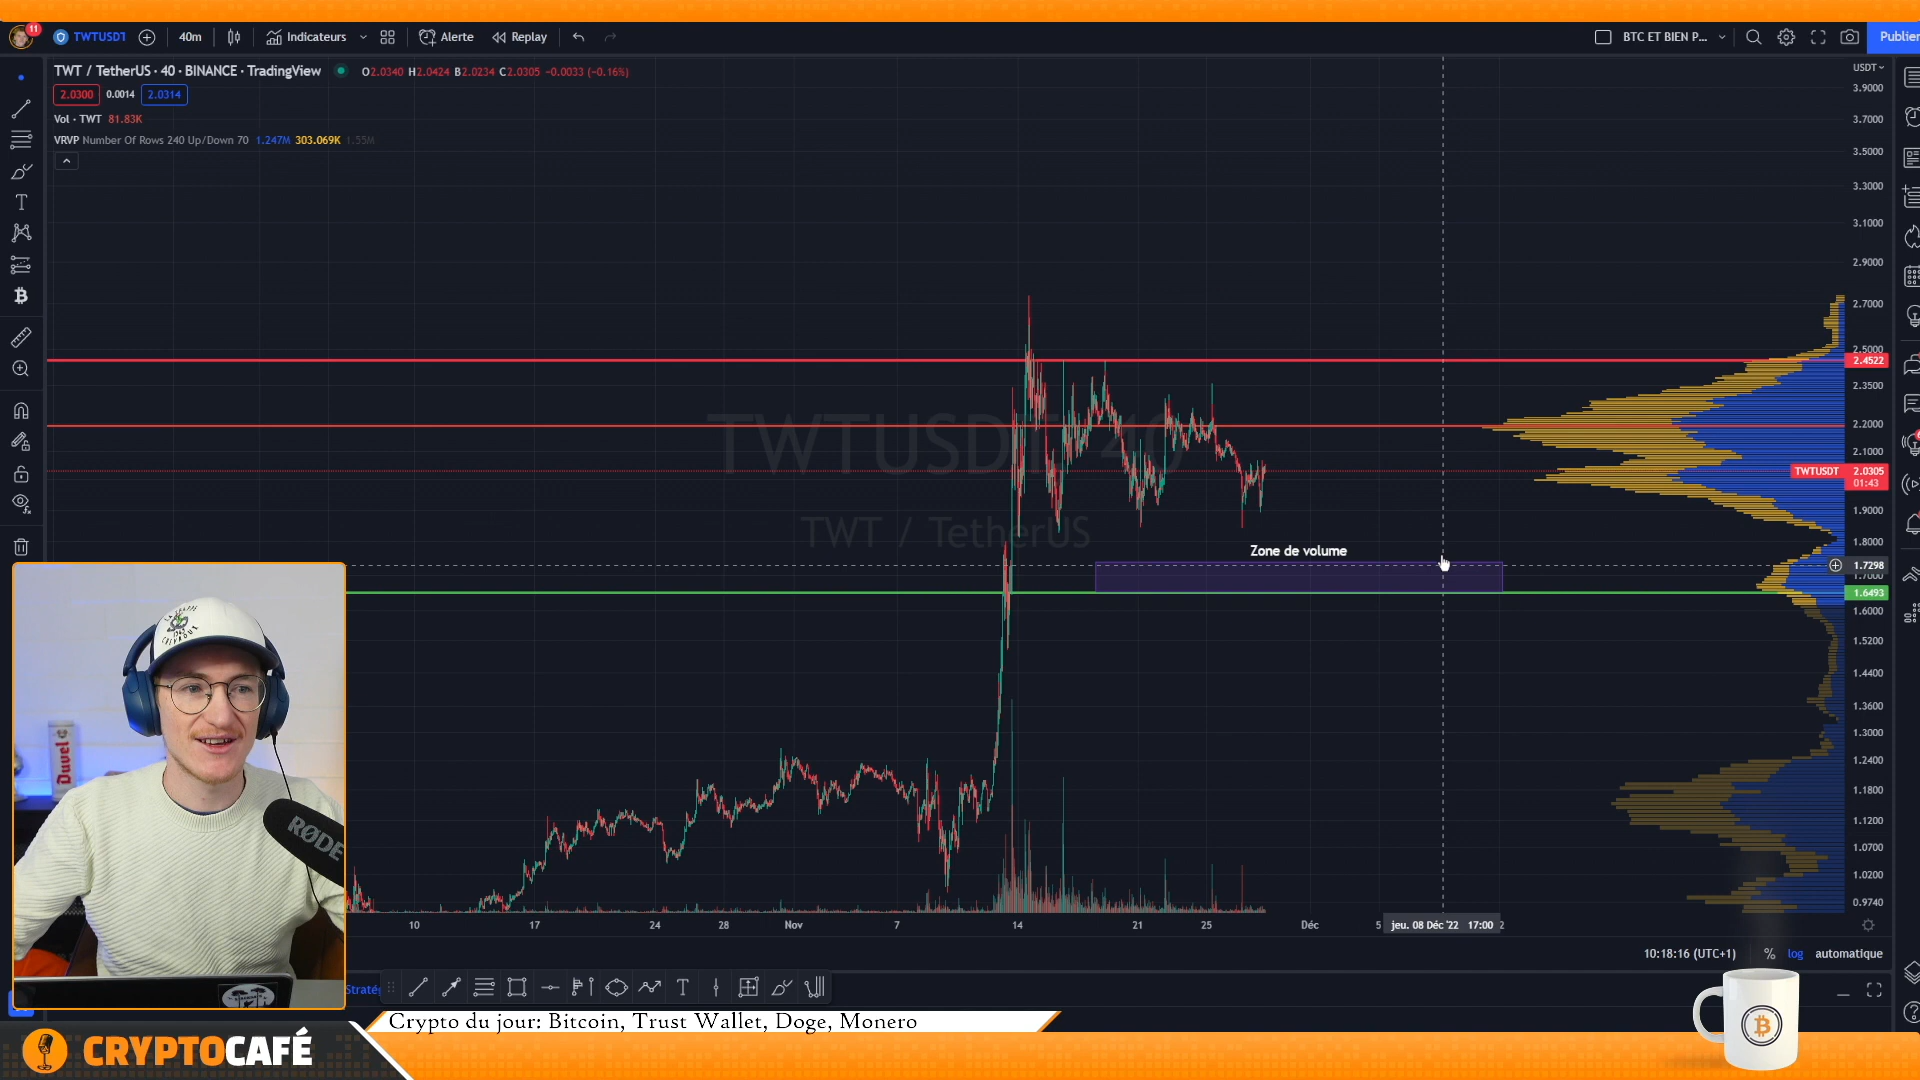 11
TWTUSDT
40m
Indicateurs
Alerte
Replay
BTC ET BIEN P...
Publier
TWT / TetherUS · 40 · BINANCE · TradingView
O2.0340 H2.0424 B2.0234 C2.0305 −0.0033 (−0.16%)
2.0300 0.0014 2.0314
Vol · TWT 81.83K
VRVP Number Of Rows 240 Up/Down 70 1.247M 303.069K 1.55M
USDT
3.9000
3.7000
3.5000
3.3000
3.1000
2.9000
2.7000
2.5000
2.4522
2.3500
2.2000
2.1000
TWTUSDT 2.0305
01:43
1.9000
1.8000
1.7298
1.7000
1.6493
1.6000
1.5200
1.4400
1.3600
1.3000
1.2400
1.1800
1.1200
1.0700
1.0200
0.9740
TWTUSDT, 40
TWT / TetherUS
Zone de volume
10
17
24
28
Nov
7
14
21
25
Déc
5
jeu. 08 Déc '22 17:00
10:18:16 (UTC+1)
%
log
automatique
Duvel
RØDE
Straté
Crypto du jour: Bitcoin, Trust Wallet, Doge, Monero
CRYPTOCAFÉ